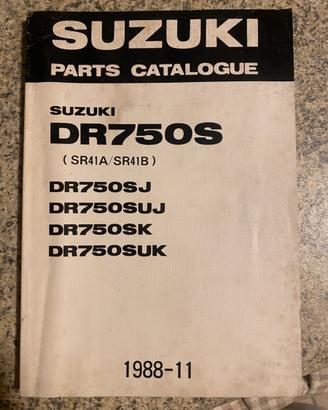 SUZUKI
PARTS CATALOGUE
SUZUKI
DR750S
( SR41A/SR41B )
DR750SJ
DR750SUJ
DR750SK
DR750SUK
1988-11